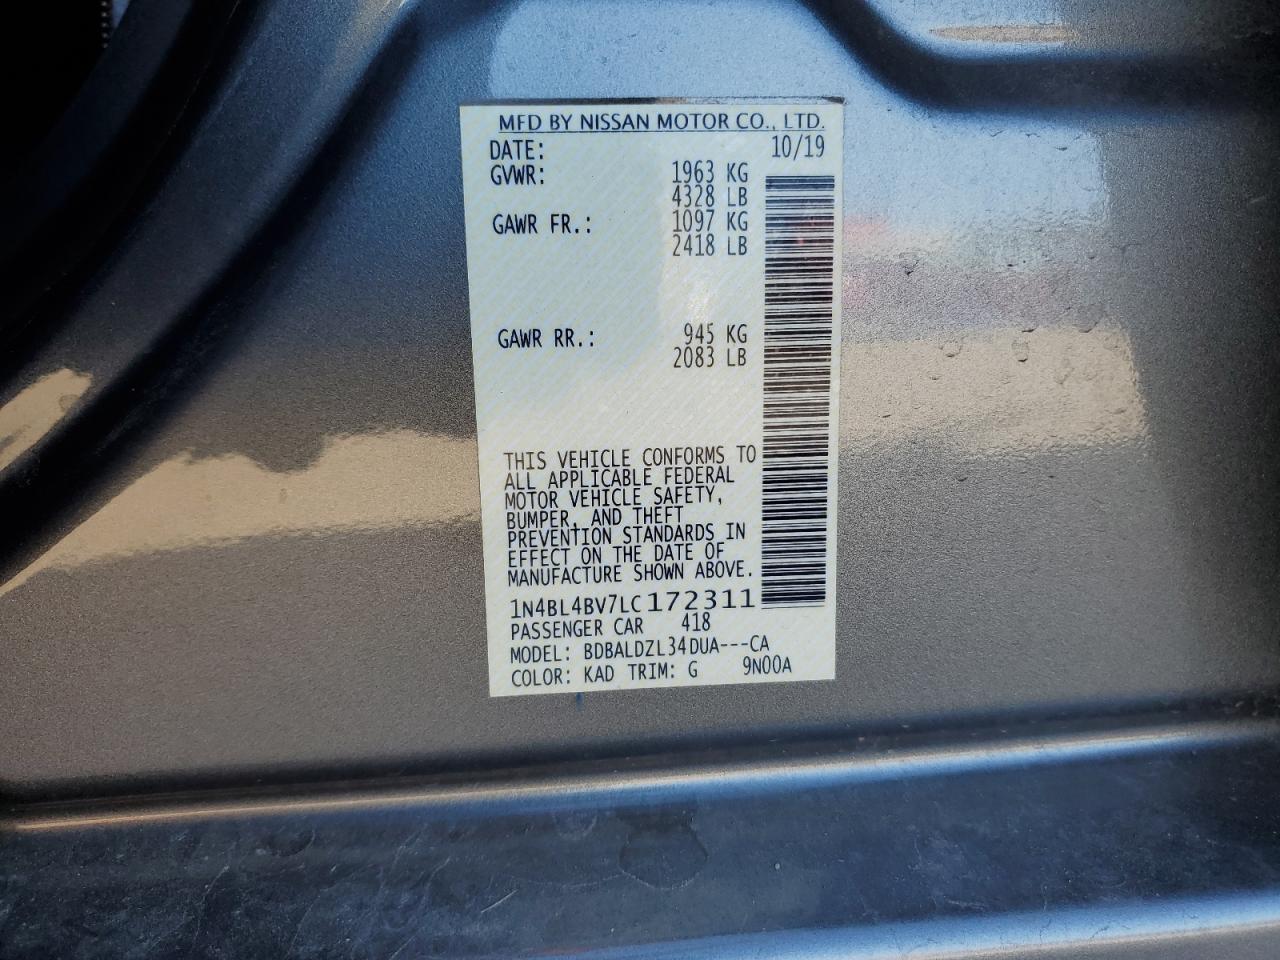 MFD BY NISSAN MOTOR CO., LTD.
DATE: 10/19
GVWR: 1963 KG
4328 LB
GAWR FR.: 1097 KG
2418 LB
GAWR RR.: 945 KG
2083 LB
THIS VEHICLE CONFORMS TO
ALL APPLICABLE FEDERAL
MOTOR VEHICLE SAFETY,
BUMPER, AND THEFT
PREVENTION STANDARDS IN
EFFECT ON THE DATE OF
MANUFACTURE SHOWN ABOVE.
1N4BL4BV7LC172311
PASSENGER CAR 418
MODEL: BDBALDZL34DUA---CA
COLOR: KAD TRIM: G 9N00A